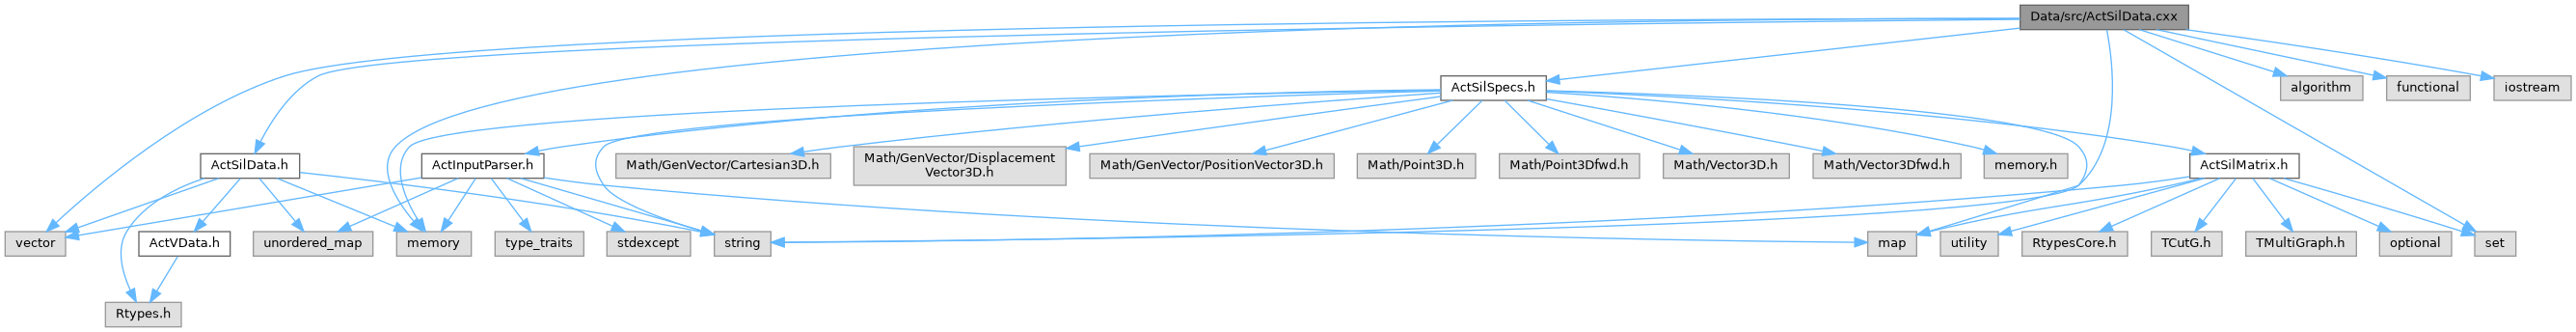 Data/src/ActSilData.cxx
ActSilSpecs.h
algorithm
functional
iostream
ActSilData.h
ActInputParser.h
Math/GenVector/Cartesian3D.h
Math/GenVector/Displacement
Vector3D.h
Math/GenVector/PositionVector3D.h
Math/Point3D.h
Math/Point3Dfwd.h
Math/Vector3D.h
Math/Vector3Dfwd.h
memory.h
ActSilMatrix.h
vector
ActVData.h
unordered_map
memory
type_traits
stdexcept
string
map
utility
RtypesCore.h
TCutG.h
TMultiGraph.h
optional
set
Rtypes.h